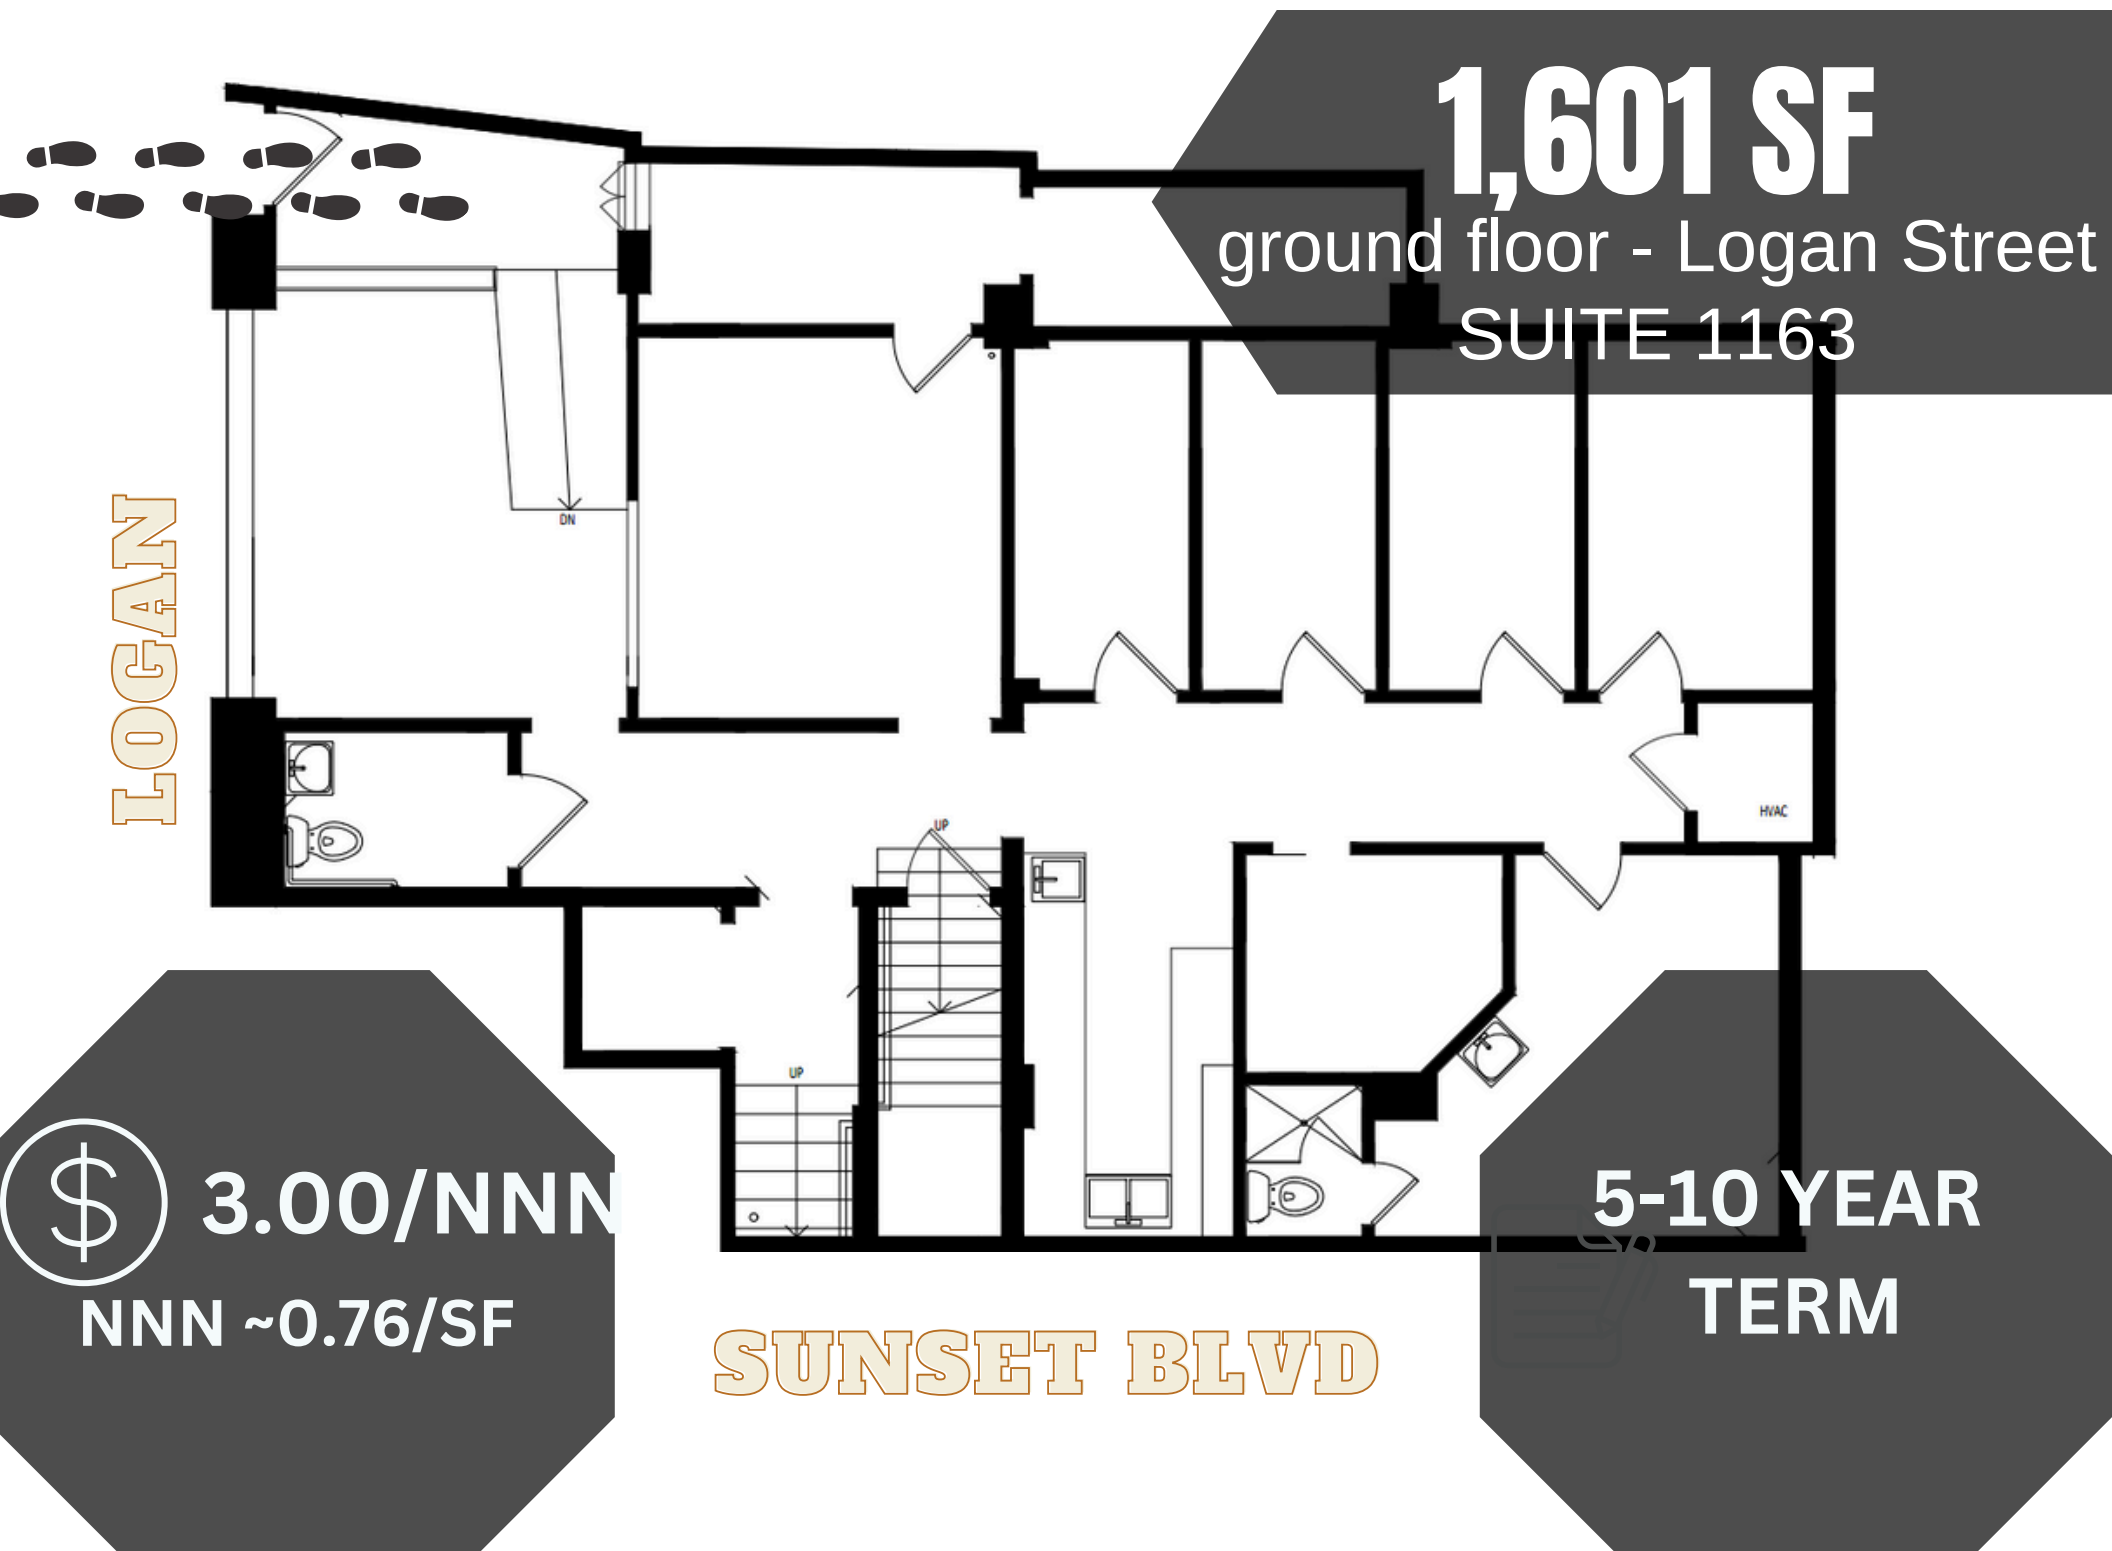 1,601 SF
ground floor - Logan Street
SUITE 1163
DN
LOGAN
HVAC
UP
UP
$ 3.00/NNN
NNN ~0.76/SF
5-10 YEAR
TERM
SUNSET BLVD